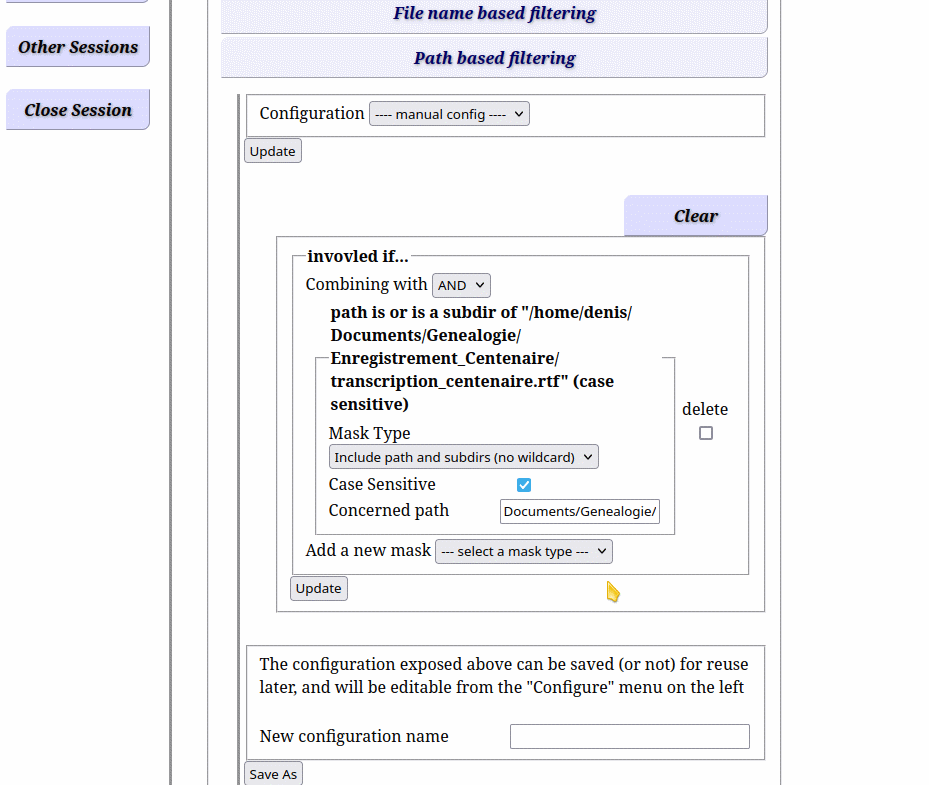 File name based filtering
Other Sessions
Path based filtering
Close Session
Configuration ---- manual config ----
Update
Clear
invovled if...
Combining with AND
path is or is a subdir of "/home/denis/
Documents/Genealogie/
Enregistrement_Centenaire/
transcription_centenaire.rtf" (case
sensitive)
delete
Mask Type
Include path and subdirs (no wildcard)
Case Sensitive
Concerned path Documents/Genealogie/
Add a new mask --- select a mask type ---
Update
The configuration exposed above can be saved (or not) for reuse
later, and will be editable from the "Configure" menu on the left
New configuration name
Save As